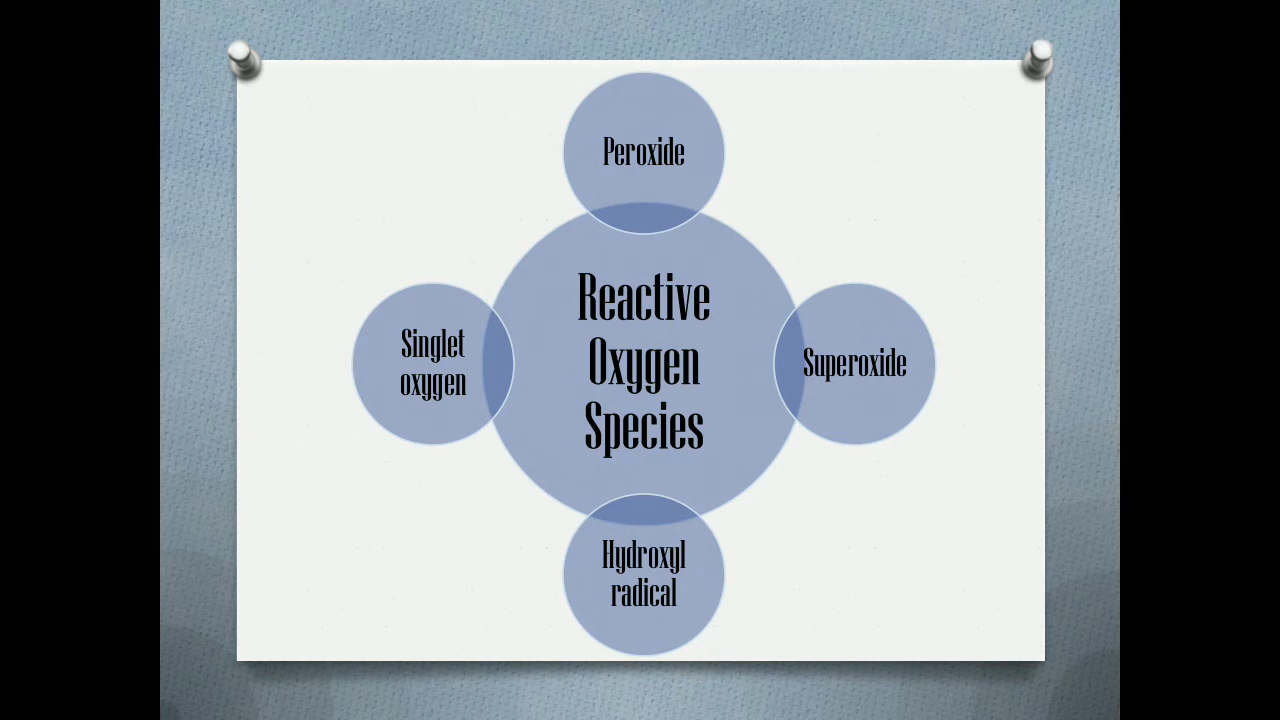 Peroxide
Reactive
Oxygen
Species
Singlet
oxygen
Superoxide
Hydroxyl
radical